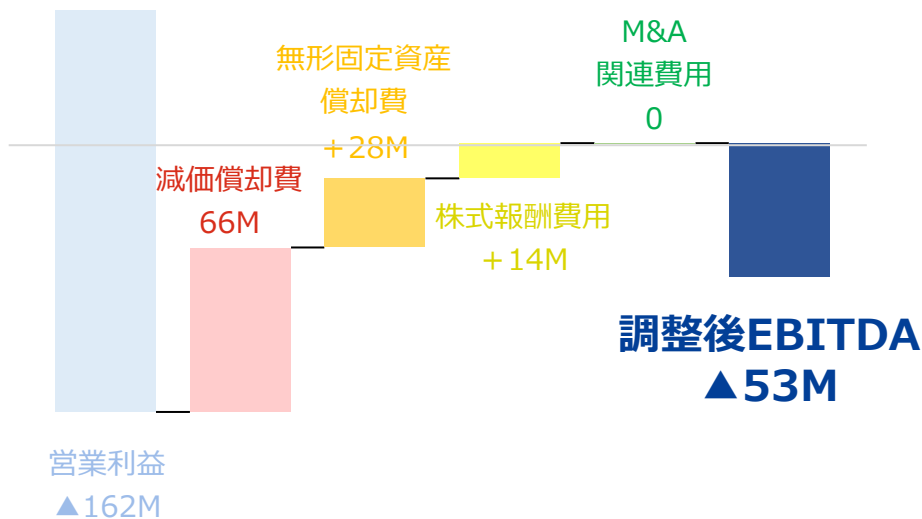 M&A
関連費用
0
無形固定資産
償却費
＋28M
減価償却費
66M
株式報酬費用
＋14M
調整後EBITDA
▲53M
営業利益
▲162M